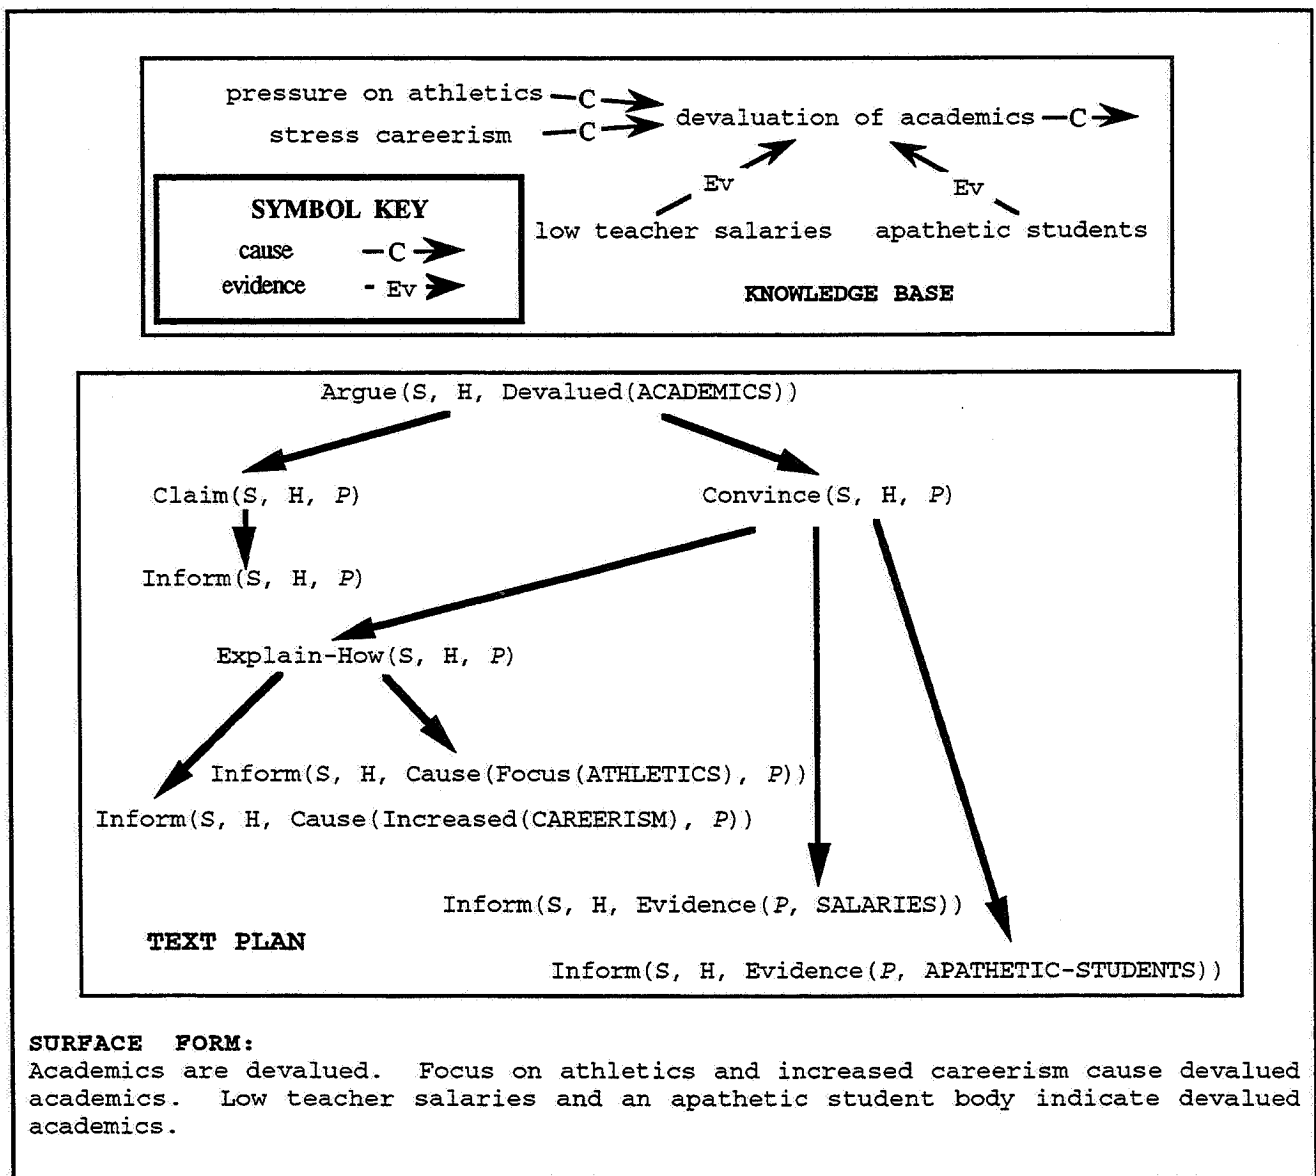 pressure on athletics –C→
devaluation of academics –C→
stress careerism –C→
Ev
Ev
SYMBOL KEY
cause –C→
evidence - Ev→
low teacher salaries apathetic students
KNOWLEDGE BASE
Argue(S, H, Devalued(ACADEMICS))
Claim(S, H, P)
Convince(S, H, P)
Inform(S, H, P)
Explain-How(S, H, P)
Inform(S, H, Cause(Focus(ATHLETICS), P))
Inform(S, H, Cause(Increased(CAREERISM), P))
Inform(S, H, Evidence(P, SALARIES))
TEXT PLAN
Inform(S, H, Evidence(P, APATHETIC-STUDENTS))
SURFACE FORM:
Academics are devalued. Focus on athletics and increased careerism cause devalued
academics. Low teacher salaries and an apathetic student body indicate devalued
academics.